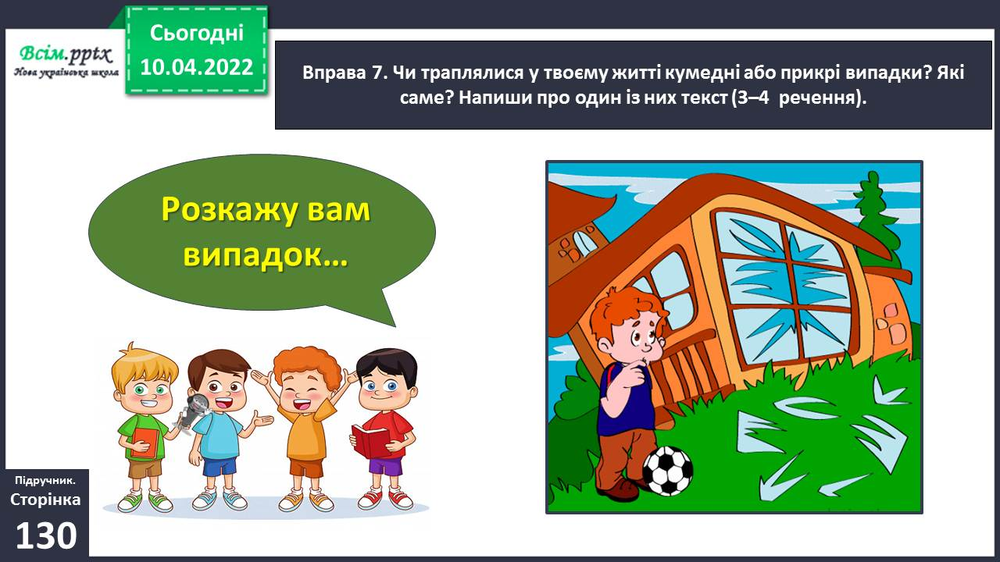 Сьогодні
10.04.2022
Всім.pptx
Нова українська школа
Вправа 7. Чи траплялися у твоєму житті кумедні або прикрі випадки? Які
саме? Напиши про один із них текст (3–4 речення).
Розкажу вам
випадок...
Підручник.
Сторінка
130